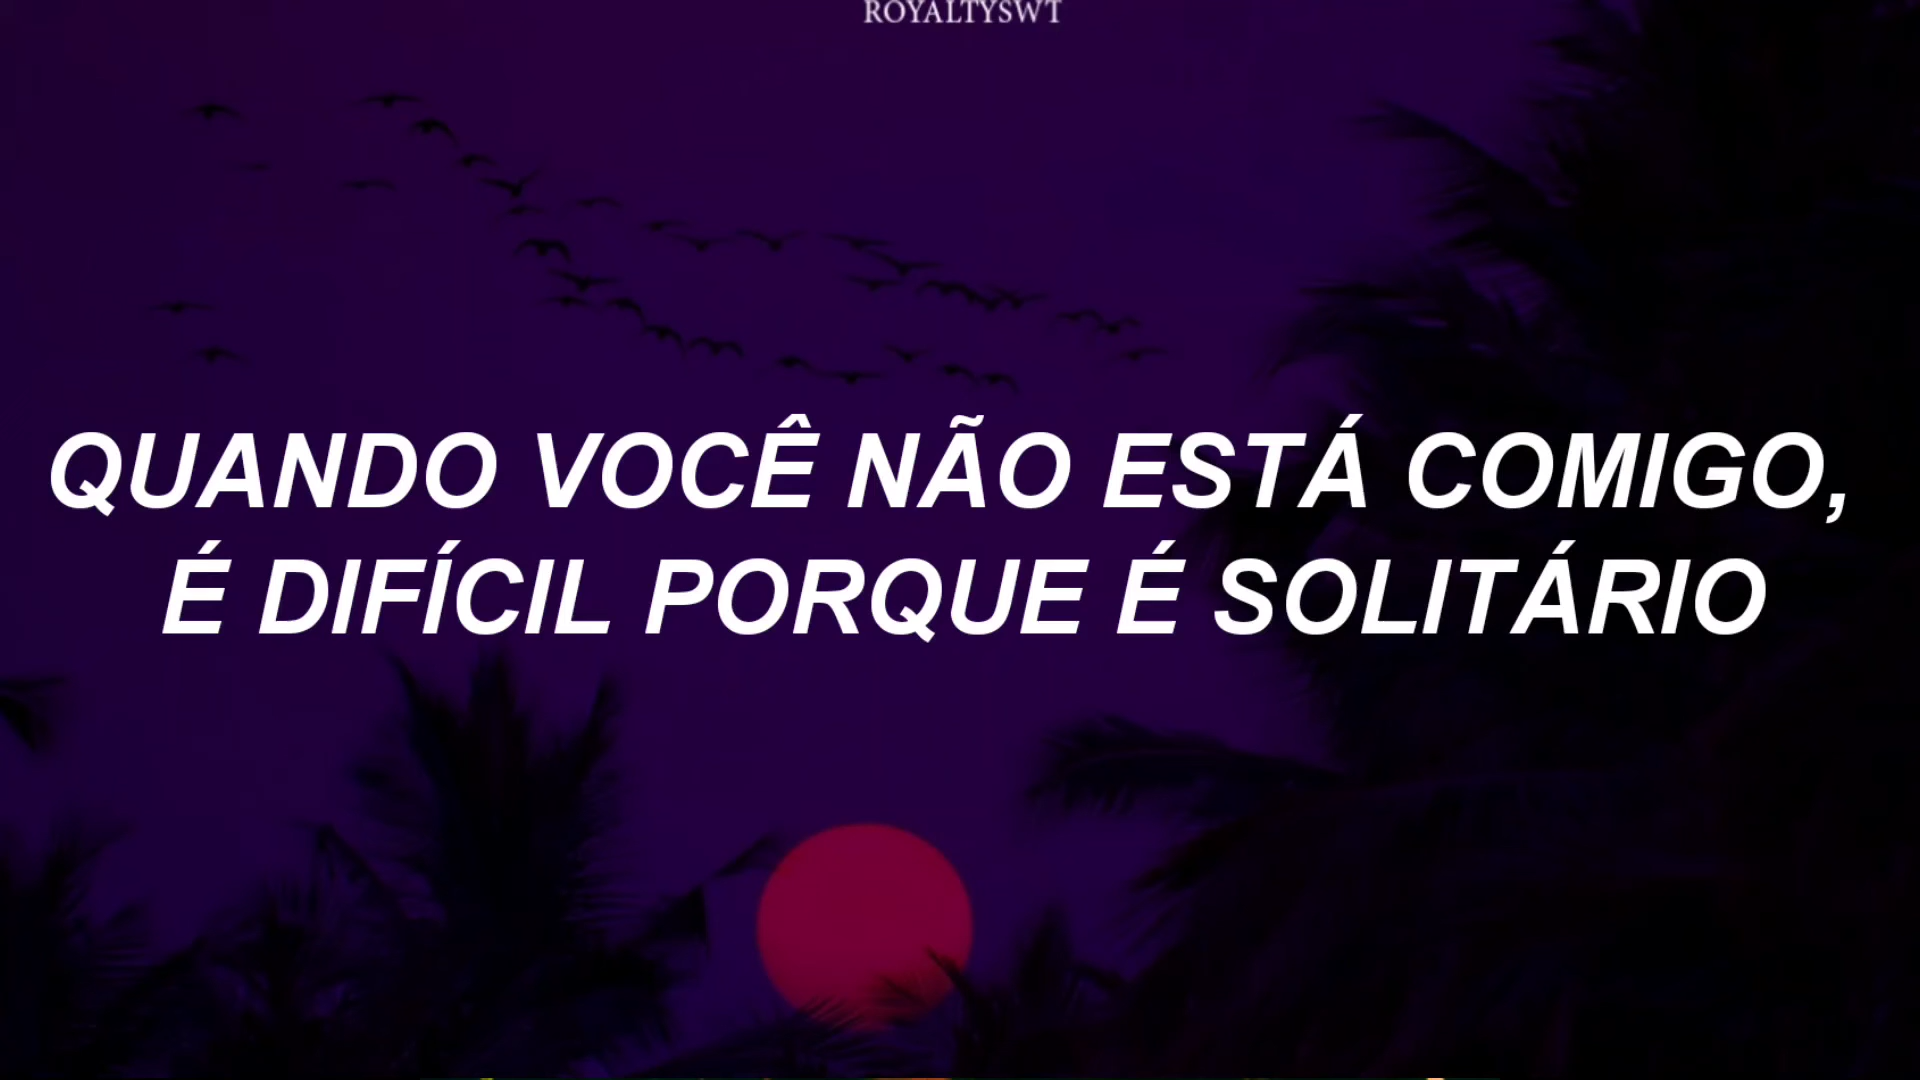 ROYALTYSWT
QUANDO VOCÊ NÃO ESTÁ COMIGO,
É DIFÍCIL PORQUE É SOLITÁRIO